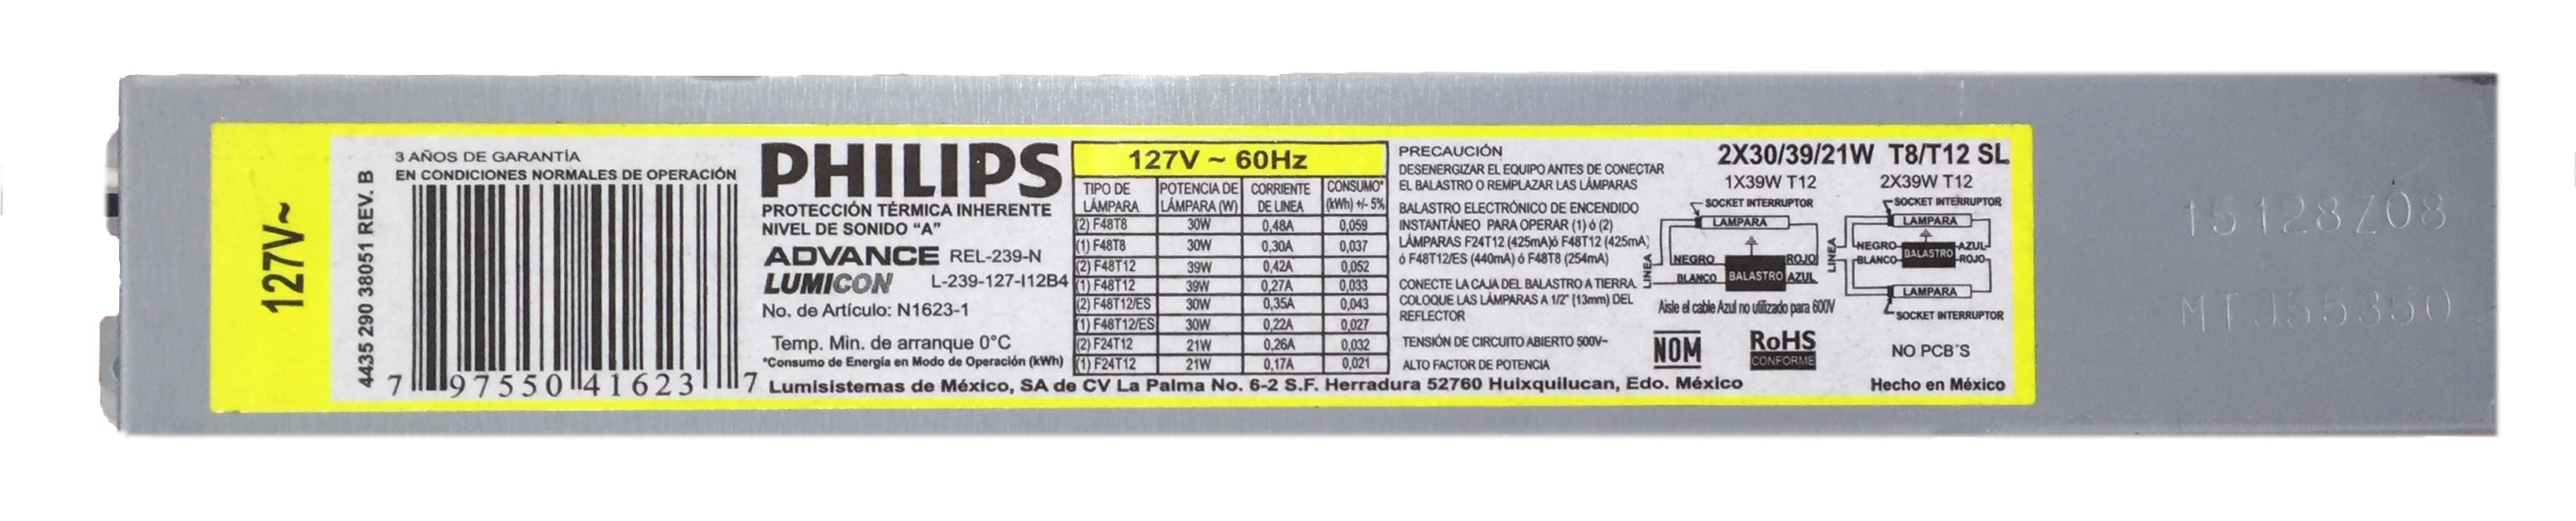 127V~
4435 290 38051 REV. B
3 AÑOS DE GARANTÍA
EN CONDICIONES NORMALES DE OPERACIÓN
7 97550 41623 7
PHILIPS
PROTECCIÓN TÉRMICA INHERENTE
NIVEL DE SONIDO "A"
ADVANCE REL-239-N
LUMICON L-239-127-I12B4
No. de Artículo: N1623-1
Temp. Min. de arranque 0°C
*Consumo de Energía en Modo de Operación (kWh)
127V ~ 60Hz
TIPO DE LÁMPARA POTENCIA DE LÁMPARA (W) CORRIENTE DE LINEA CONSUMO* (kWh) +/- 5%
(2) F48T8 30W 0,48A 0,059
(1) F48T8 30W 0,30A 0,037
(2) F48T12 39W 0,42A 0,052
(1) F48T12 39W 0,27A 0,033
(2) F48T12/ES 30W 0,35A 0,043
(1) F48T12/ES 30W 0,22A 0,027
(2) F24T12 21W 0,26A 0,032
(1) F24T12 21W 0,17A 0,021
Lumisistemas de México, SA de CV La Palma No. 6-2 S.F. Herradura 52760 Huixquilucan, Edo. México
PRECAUCIÓN
DESENERGIZAR EL EQUIPO ANTES DE CONECTAR
EL BALASTRO O REMPLAZAR LAS LÁMPARAS
BALASTRO ELECTRÓNICO DE ENCENDIDO
INSTANTÁNEO PARA OPERAR (1) ó (2)
LÁMPARAS F24T12 (425mA)ó F48T12 (425mA)
ó F48T12/ES (440mA) ó F48T8 (254mA)
CONECTE LA CAJA DEL BALASTRO A TIERRA.
COLOQUE LAS LÁMPARAS A 1/2" (13mm) DEL
REFLECTOR
TENSIÓN DE CIRCUITO ABIERTO 500V~
ALTO FACTOR DE POTENCIA
2X30/39/21W T8/T12 SL
1X39W T12
SOCKET INTERRUPTOR
LAMPARA
LINEA
NEGRO ROJO
BLANCO BALASTRO AZUL
Aisle el cable Azul no utilizado para 600V
2X39W T12
SOCKET INTERRUPTOR
LAMPARA
LINEA
NEGRO AZUL
BLANCO BALASTRO ROJO
LAMPARA
SOCKET INTERRUPTOR
NOM
RoHS
CONFORME
NO PCB´S
Hecho en México
15128Z08
MTJ55350